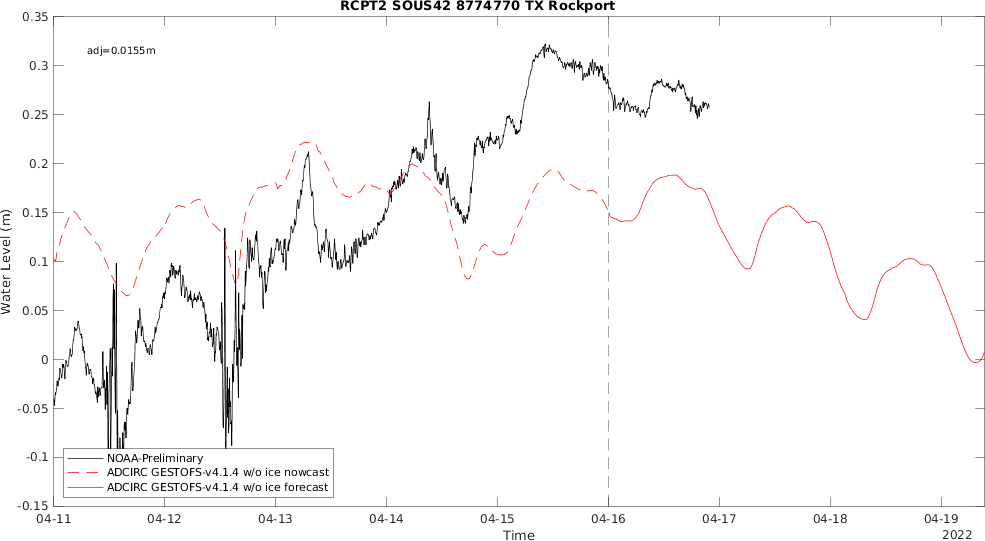 RCPT2 SOUS42 8774770 TX Rockport
adj=0.0155m
Water Level (m)
0.35
0.3
0.25
0.2
0.15
0.1
0.05
0
-0.05
-0.1
-0.15
NOAA-Preliminary
ADCIRC GESTOFS-v4.1.4 w/o ice nowcast
ADCIRC GESTOFS-v4.1.4 w/o ice forecast
04-11 04-12 04-13 04-14 04-15 04-16 04-17 04-18 04-19
Time
2022